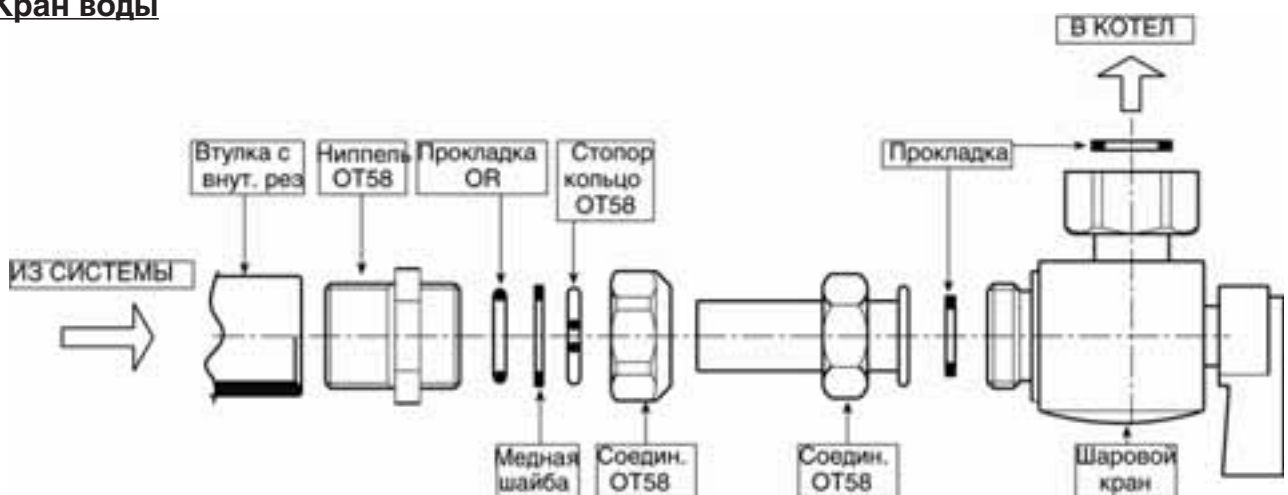 Кран воды
В КОТЕЛ
Втулка с
внут. рез
Ниппель
ОТ58
Прокладка
OR
Стопор
кольцо
ОТ58
Прокладка
ИЗ СИСТЕМЫ
Медная
шайба
Соедин.
ОТ58
Соедин.
ОТ58
Шаровой
кран